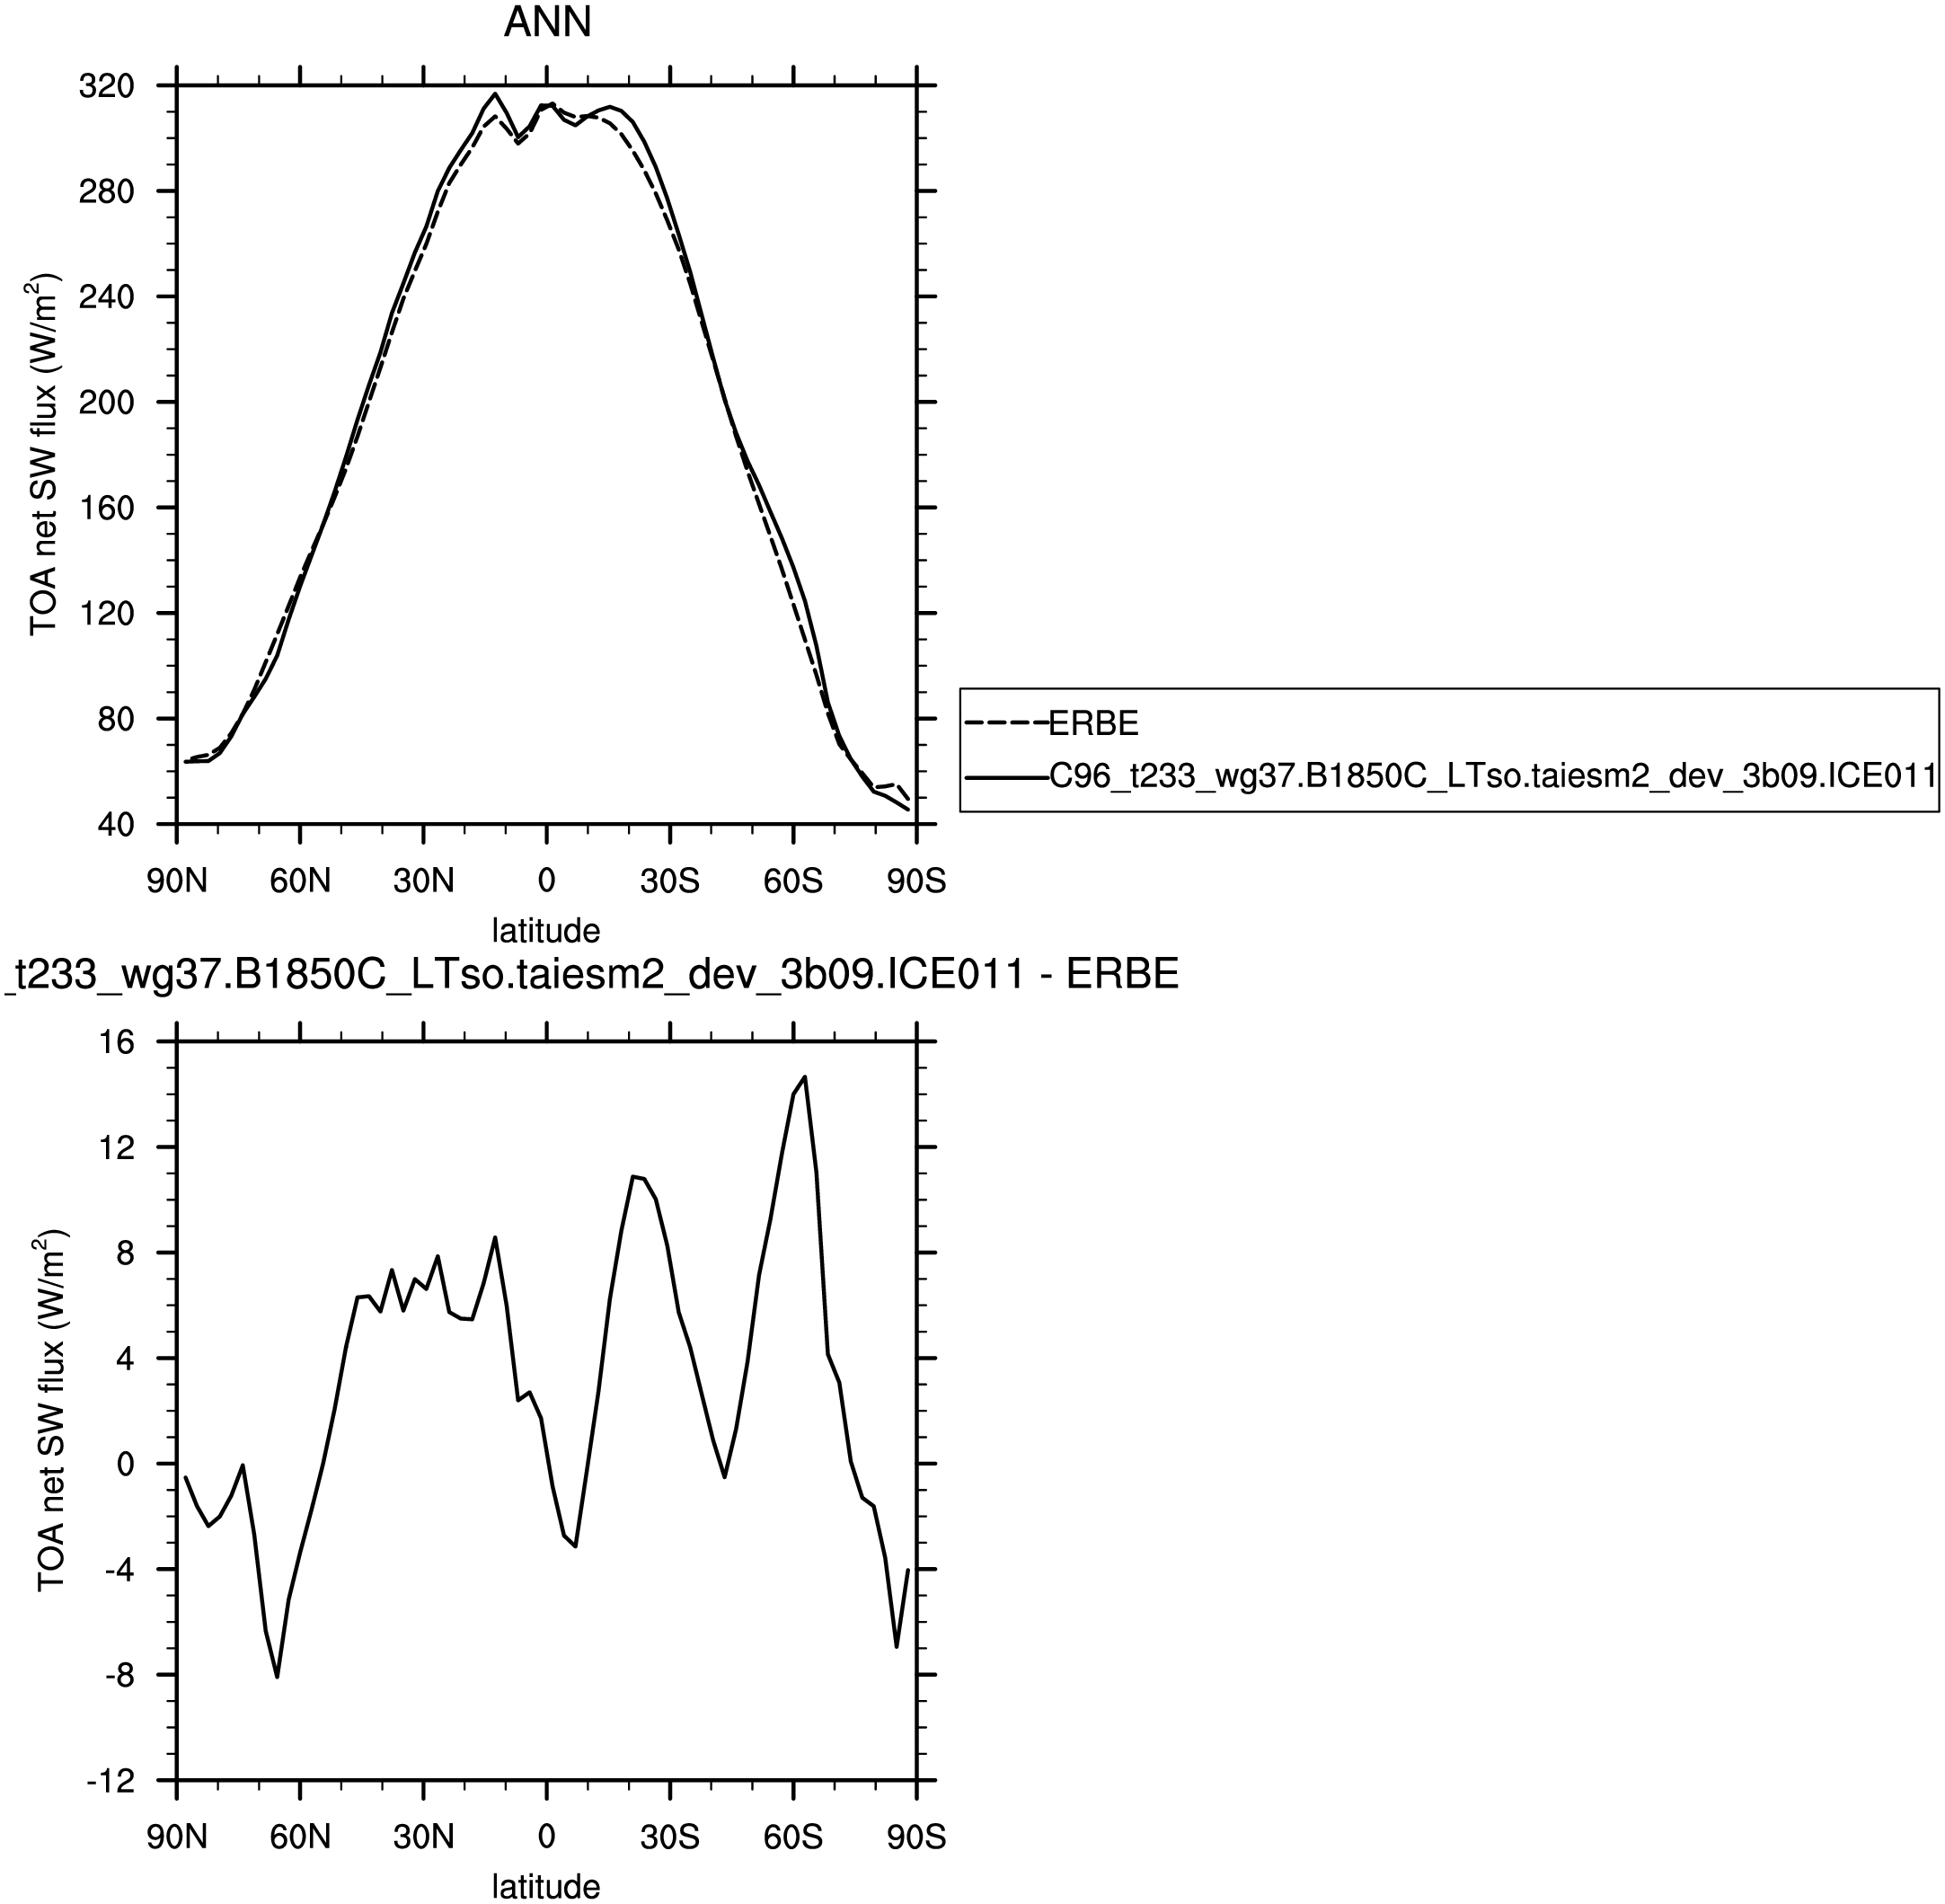 ANN
320
280
240
200
160
120
80
40
TOA net SW flux (W/m²)
90N 60N 30N 0 30S 60S 90S
latitude
ERBE
C96_t233_wg37.B1850C_LTso.taiesm2_dev_3b09.ICE011
_t233_wg37.B1850C_LTso.taiesm2_dev_3b09.ICE011 - ERBE
16
12
8
4
0
-4
-8
-12
TOA net SW flux (W/m²)
90N 60N 30N 0 30S 60S 90S
latitude